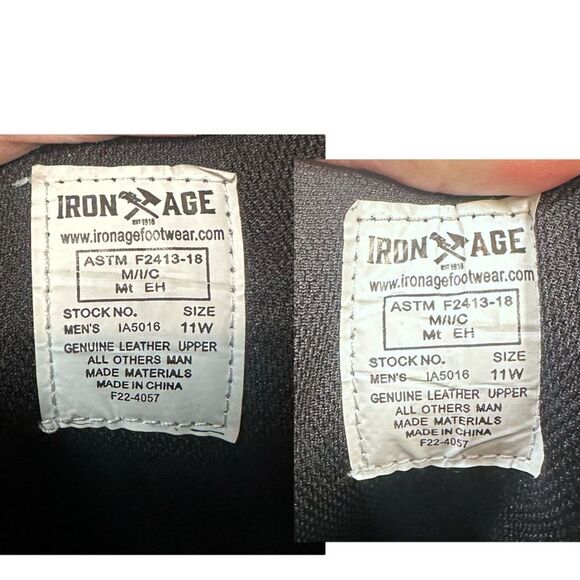 IRON AGE
EST 1916
www.ironagefootwear.com
ASTM F2413-18
M/I/C
Mt EH
STOCK NO. SIZE
MEN'S IA5016 11W
GENUINE LEATHER UPPER
ALL OTHERS MAN
MADE MATERIALS
MADE IN CHINA
F22-4057
IRON AGE
EST 1916
www.ironagefootwear.com
ASTM F2413-18
M/I/C
Mt EH
STOCK NO. SIZE
MEN'S IA5016 11W
GENUINE LEATHER UPPER
ALL OTHERS MAN
MADE MATERIALS
MADE IN CHINA
F22-4057